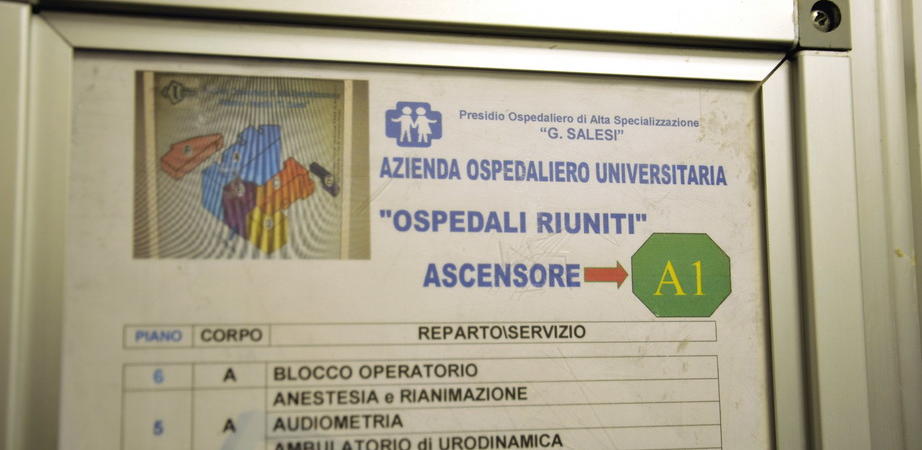 Presidio Ospedaliero di Alta Specializzazione
"G. SALESI"
AZIENDA OSPEDALIERO UNIVERSITARIA
"OSPEDALI RIUNITI"
ASCENSORE A1
PIANO CORPO REPARTO\SERVIZIO
6 A BLOCCO OPERATORIO
ANESTESIA e RIANIMAZIONE
5 A AUDIOMETRIA
AMBULATORIO di URODINAMICA